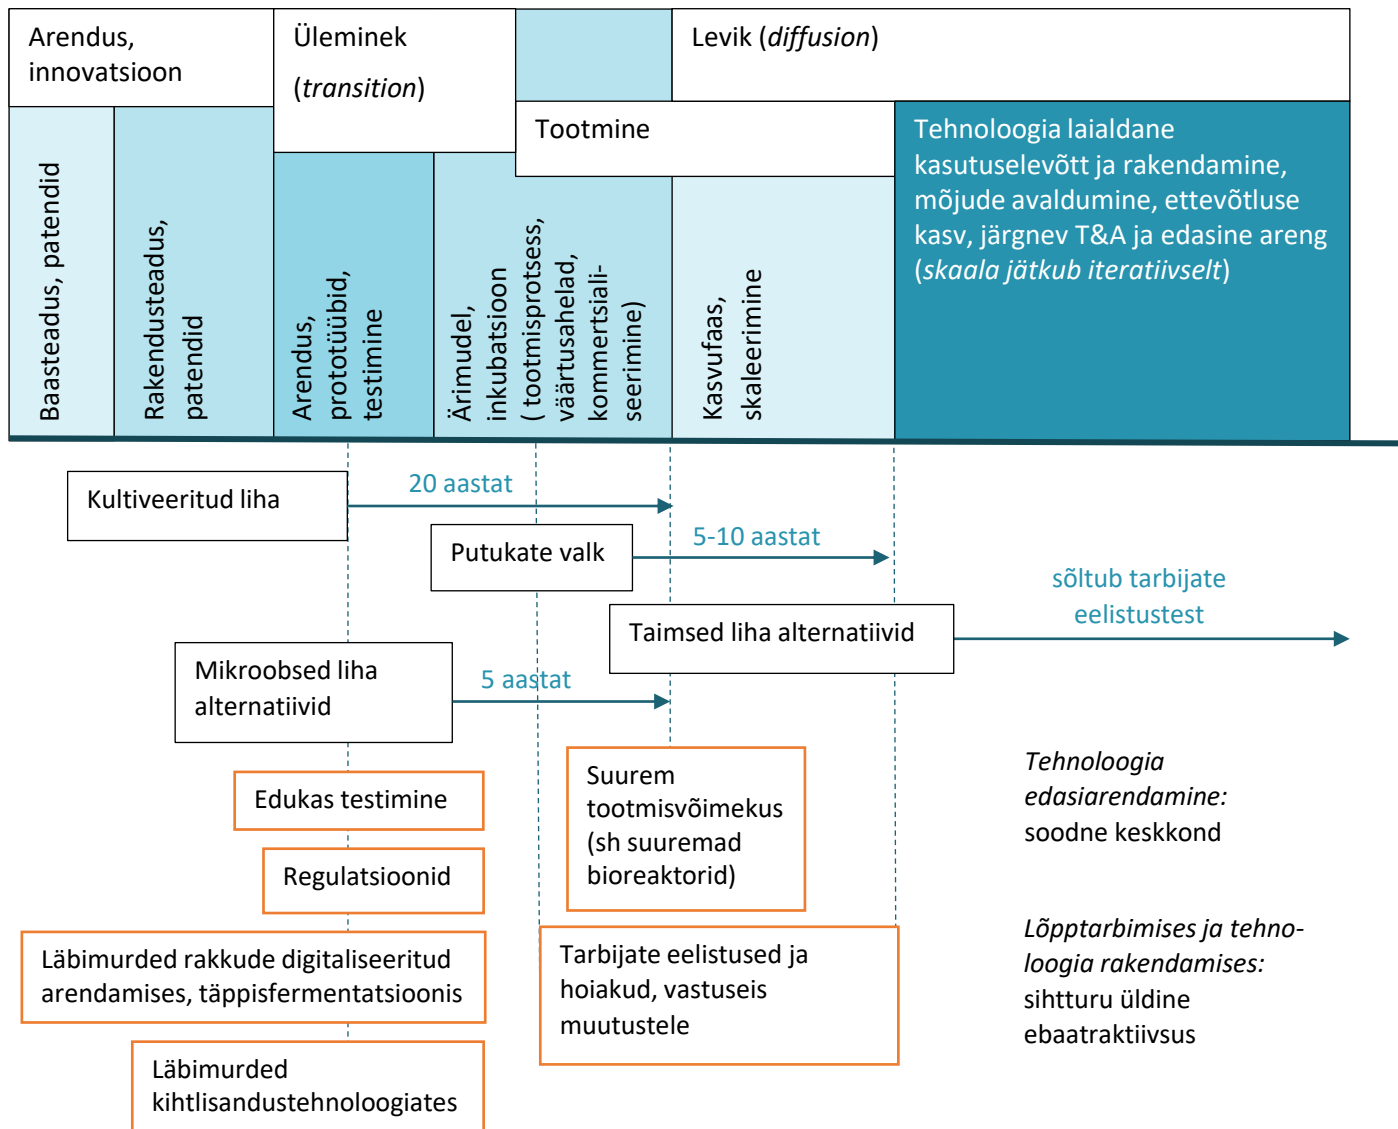 Arendus,
innovatsioon
Üleminek
(transition)
Levik (diffusion)
Tootmine
Tehnoloogia laialdane
kasutuselevõtt ja rakendamine,
mõjude avaldumine, ettevõtluse
kasv, järgnev T&A ja edasine areng
(skaala jätkub iteratiivselt)
Baasteadus, patendid
Rakendusteadus,
patendid
Arendus,
prototüübid,
testimine
Ärimudel,
inkubatsioon
( tootmisprotsess,
väärtusahelad,
kommertsiali-
seerimine)
Kasvufaas,
skaleerimine
Kultiveeritud liha
20 aastat
Putukate valk
5-10 aastat
Taimsed liha alternatiivid
sõltub tarbijate
eelistustest
Mikroobsed liha
alternatiivid
5 aastat
Edukas testimine
Regulatsioonid
Läbimurded rakkude digitaliseeritud
arendamises, täppisfermentatsioonis
Läbimurded
kihtlisandustehnoloogiates
Suurem
tootmisvõimekus
(sh suuremad
bioreaktorid)
Tarbijate eelistused ja
hoiakud, vastuseis
muutustele
Tehnoloogia
edasiarendamine:
soodne keskkond
Lõpptarbimises ja tehno-
loogia rakendamises:
sihtturu üldine
ebaatraktiivsus